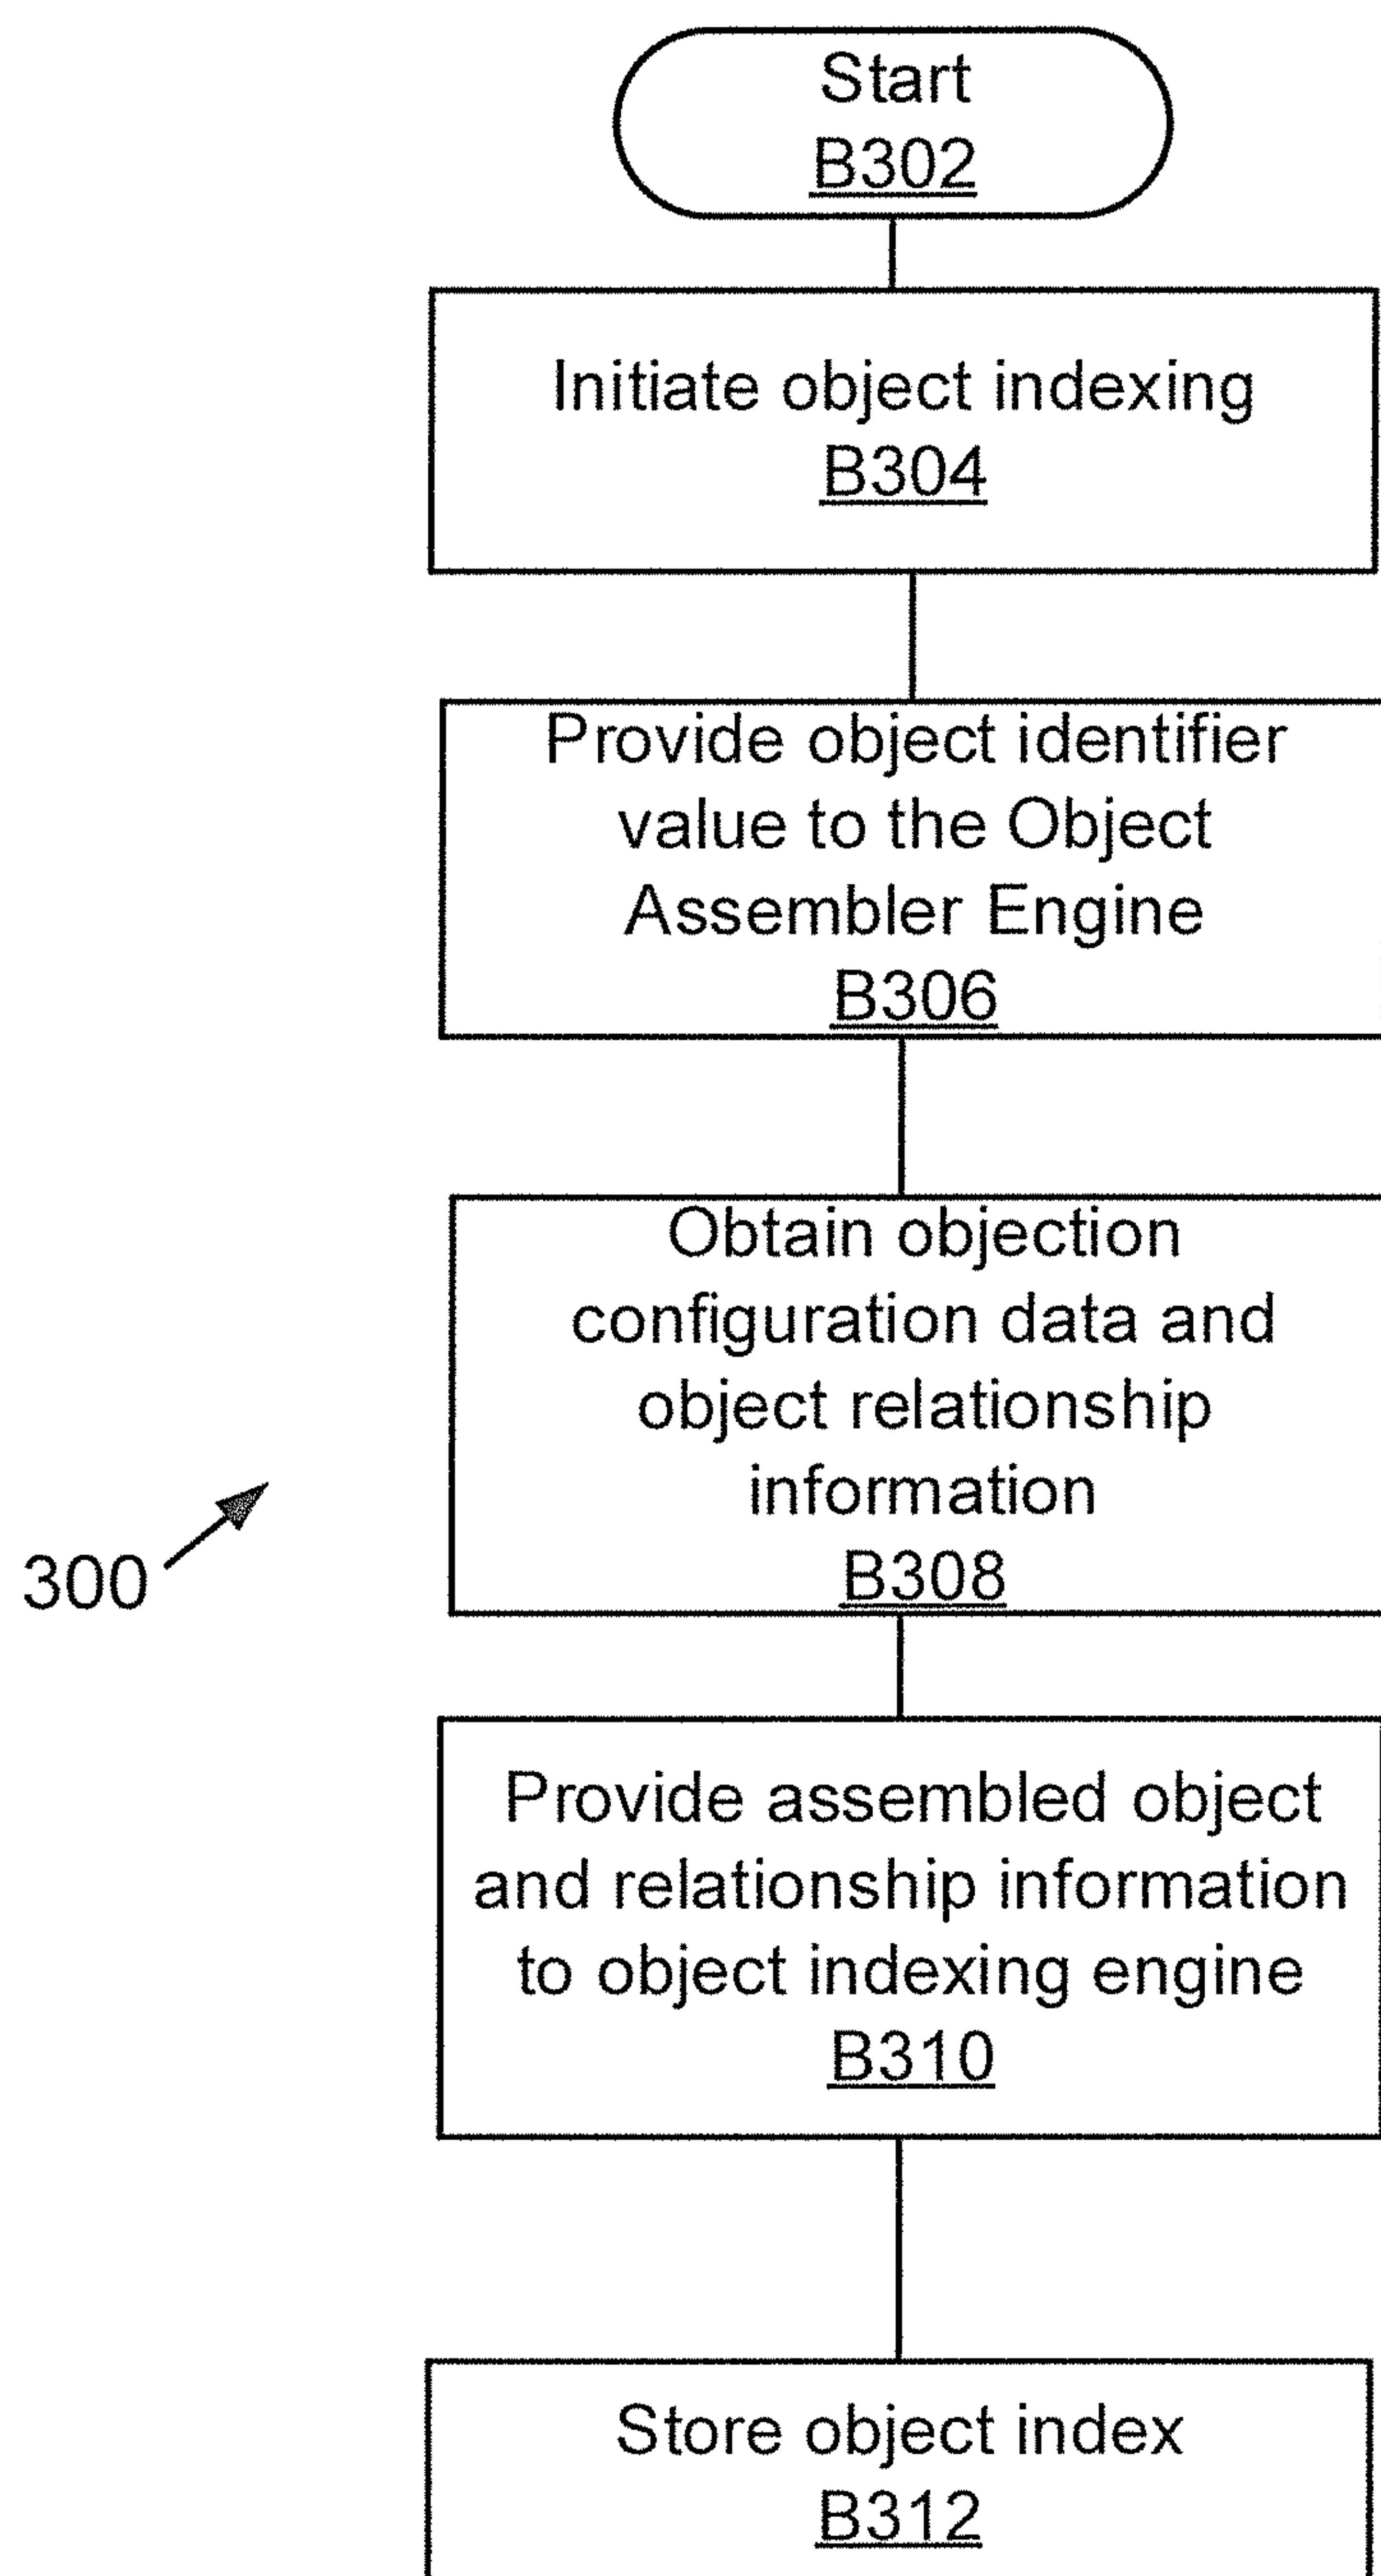 Start
B302
Initiate object indexing
B304
Provide object identifier
value to the Object
Assembler Engine
B306
Obtain objection
configuration data and
object relationship
information
B308
300
Provide assembled object
and relationship information
to object indexing engine
B310
Store object index
B312